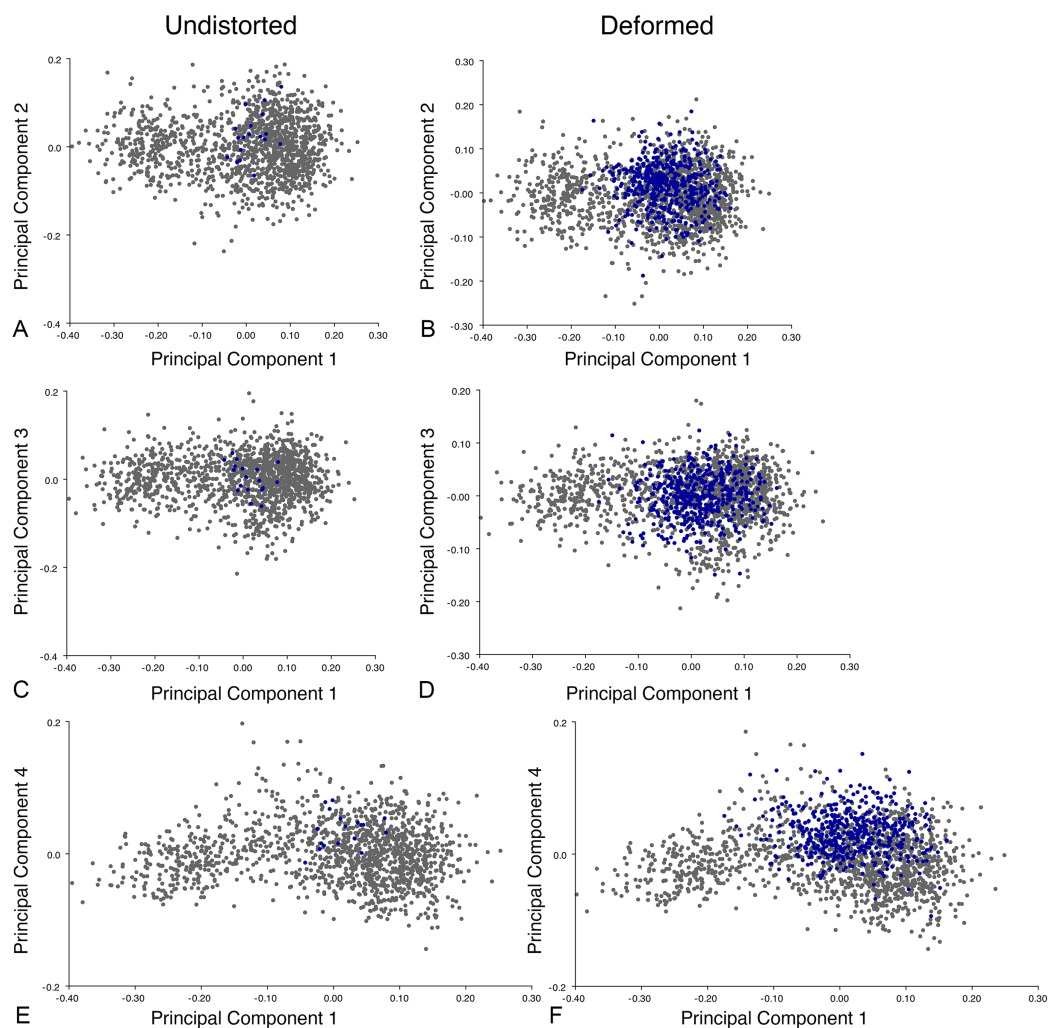 Undistorted
Deformed
Principal Component 2
0.2
0.0
-0.2
-0.4
-0.40 -0.30 -0.20 -0.10 0.00 0.10 0.20 0.30
A
Principal Component 1
Principal Component 2
0.30
0.20
0.10
-0.00
-0.10
-0.20
-0.30
-0.40 -0.30 -0.20 -0.10 0.00 0.10 0.20 0.30
B
Principal Component 1
Principal Component 3
0.2
0.0
-0.2
-0.4
-0.40 -0.30 -0.20 -0.10 0.00 0.10 0.20 0.30
C
Principal Component 1
Principal Component 3
0.20
0.10
-0.00
-0.10
-0.20
-0.30
-0.40 -0.30 -0.20 -0.10 0.00 0.10 0.20 0.30
D
Principal Component 1
Principal Component 4
0.2
0.0
-0.2
-0.40 -0.30 -0.20 -0.10 0.00 0.10 0.20 0.30
E
Principal Component 1
Principal Component 4
0.2
0.0
-0.2
-0.40 -0.30 -0.20 -0.10 0.00 0.10 0.20 0.30
F
Principal Component 1